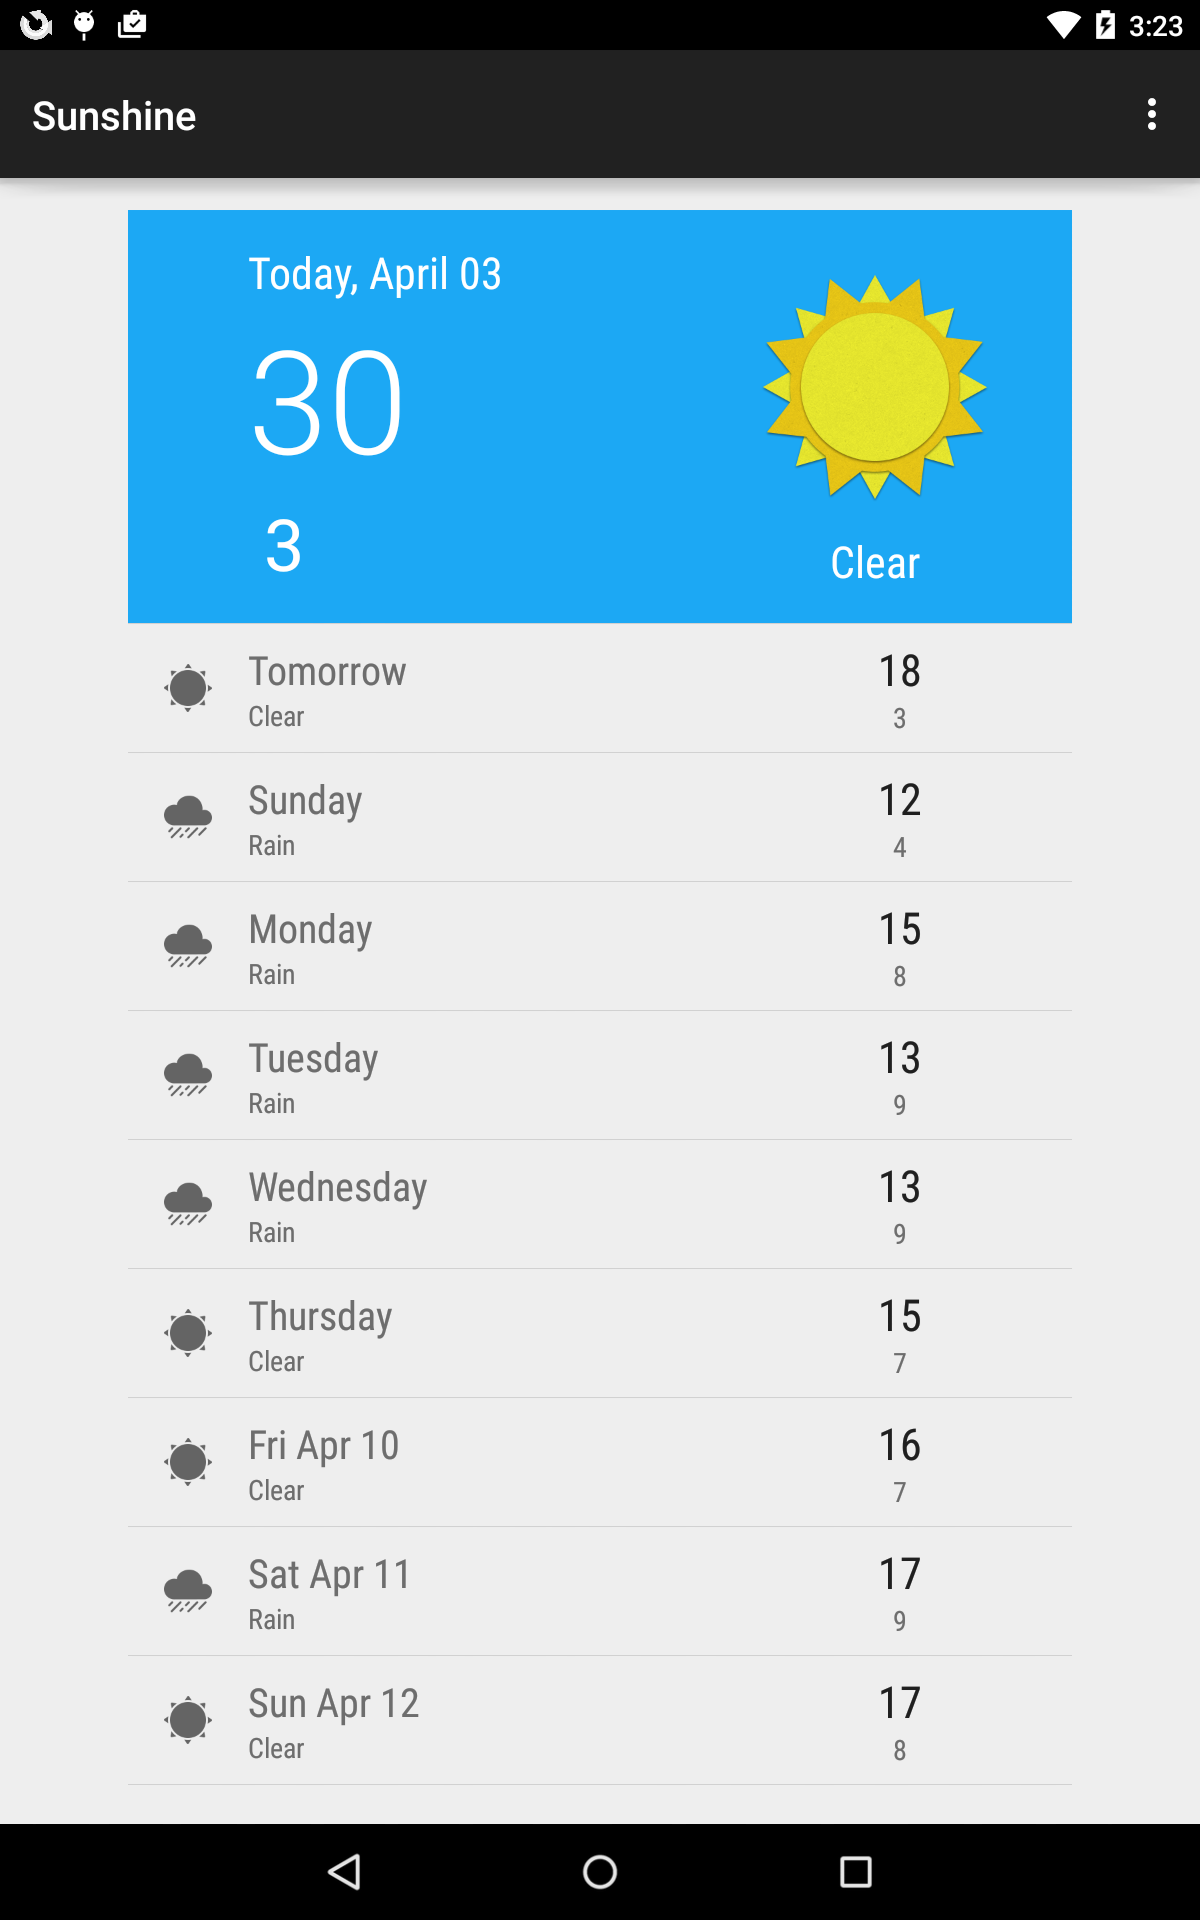 3:23
Sunshine
Today, April 03
30
3
Clear
Tomorrow
Clear
18
3
Sunday
Rain
12
4
Monday
Rain
15
8
Tuesday
Rain
13
9
Wednesday
Rain
13
9
Thursday
Clear
15
7
Fri Apr 10
Clear
16
7
Sat Apr 11
Rain
17
9
Sun Apr 12
Clear
17
8